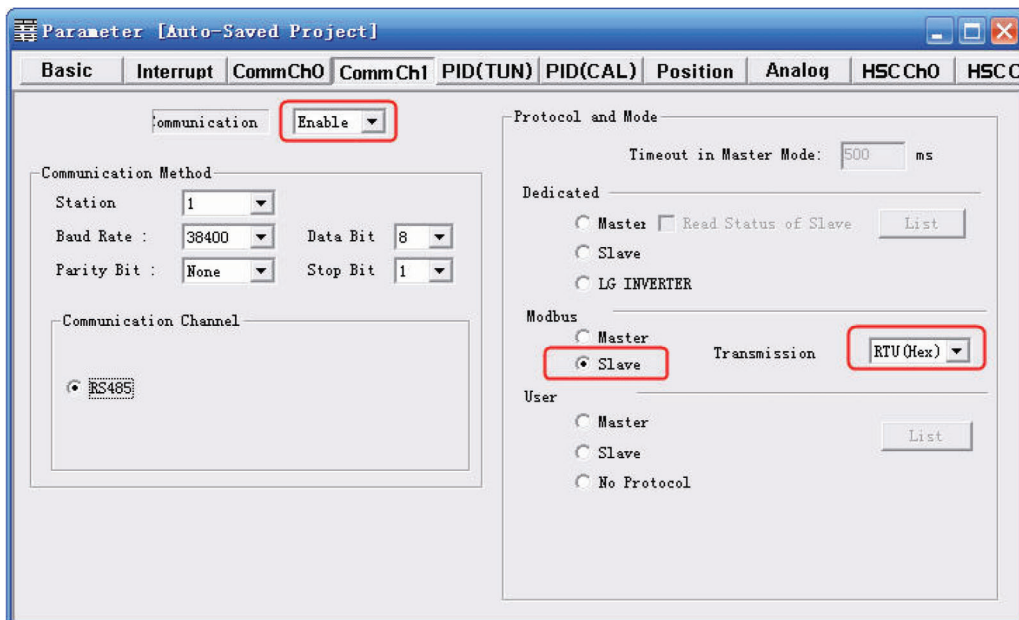 Parameter [Auto-Saved Project]
Basic Interrupt CommCh0 CommCh1 PID(TUN) PID(CAL) Position Analog HSCCh0 HSCC
Communication Enable
Communication Method
Station 1
Baud Rate : 38400 Data Bit 8
Parity Bit : None Stop Bit 1
Communication Channel
RS485
Protocol and Mode
Timeout in Master Mode: 500 ms
Dedicated
Master Read Status of Slave List
Slave
LG INVERTER
Modbus
Master
Slave Transmission RTU(Hex)
User
Master
List
Slave
No Protocol